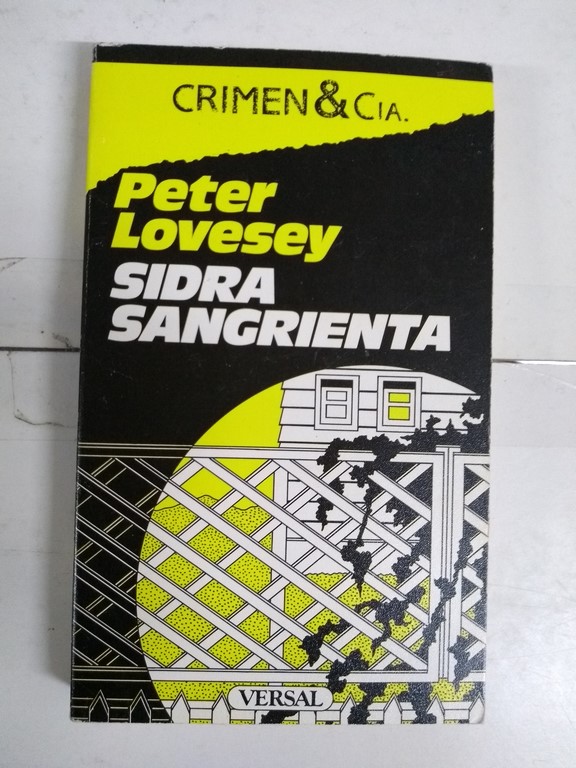 CRIMEN & CIA.
Peter
Lovesey
SIDRA
SANGRIENTA
VERSAL